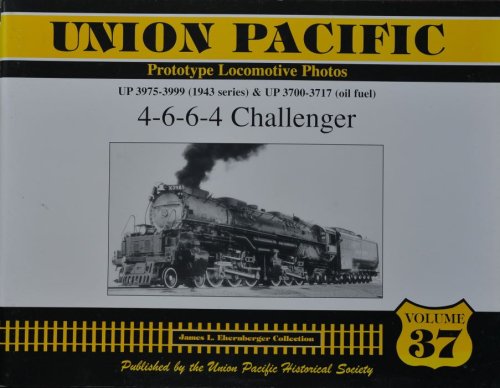 UNION PACIFIC
Prototype Locomotive Photos
UP 3975-3999 (1943 series) & UP 3700-3717 (oil fuel)
4-6-6-4 Challenger
James L. Ehernberger Collection
VOLUME
37
Published by the Union Pacific Historical Society